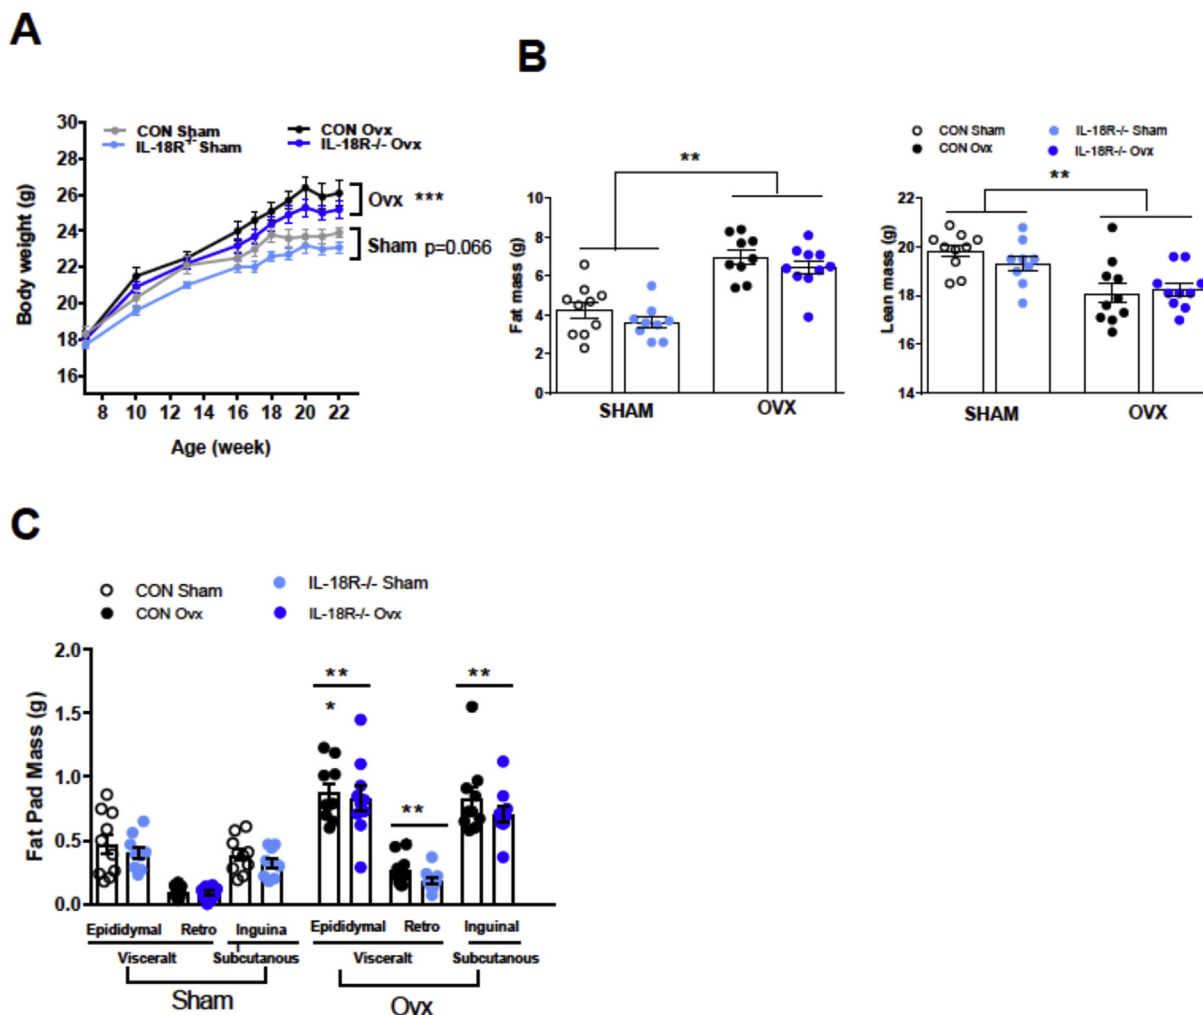 A
B
CON Sham
CON Ovx
IL-18R⁻/⁻ Sham
IL-18R-/- Ovx
30
28
26
24
22
20
18
16
Body weight (g)
Ovx ***
Sham p=0.066
8 10 12 14 16 18 20 22
Age (week)
**
10
8
6
4
2
0
Fat mass (g)
SHAM OVX
CON Sham IL-18R-/- Sham
CON Ovx IL-18R-/- Ovx
**
22
20
18
16
14
Lean mass (g)
SHAM OVX
C
CON Sham IL-18R-/- Sham
CON Ovx IL-18R-/- Ovx
2.0
1.5
1.0
0.5
0.0
Fat Pad Mass (g)
** **
*
**
Epididymal Retro Inguina Epididymal Retro Inguinal
Visceralt Subcutanous Visceralt Subcutanous
Sham Ovx